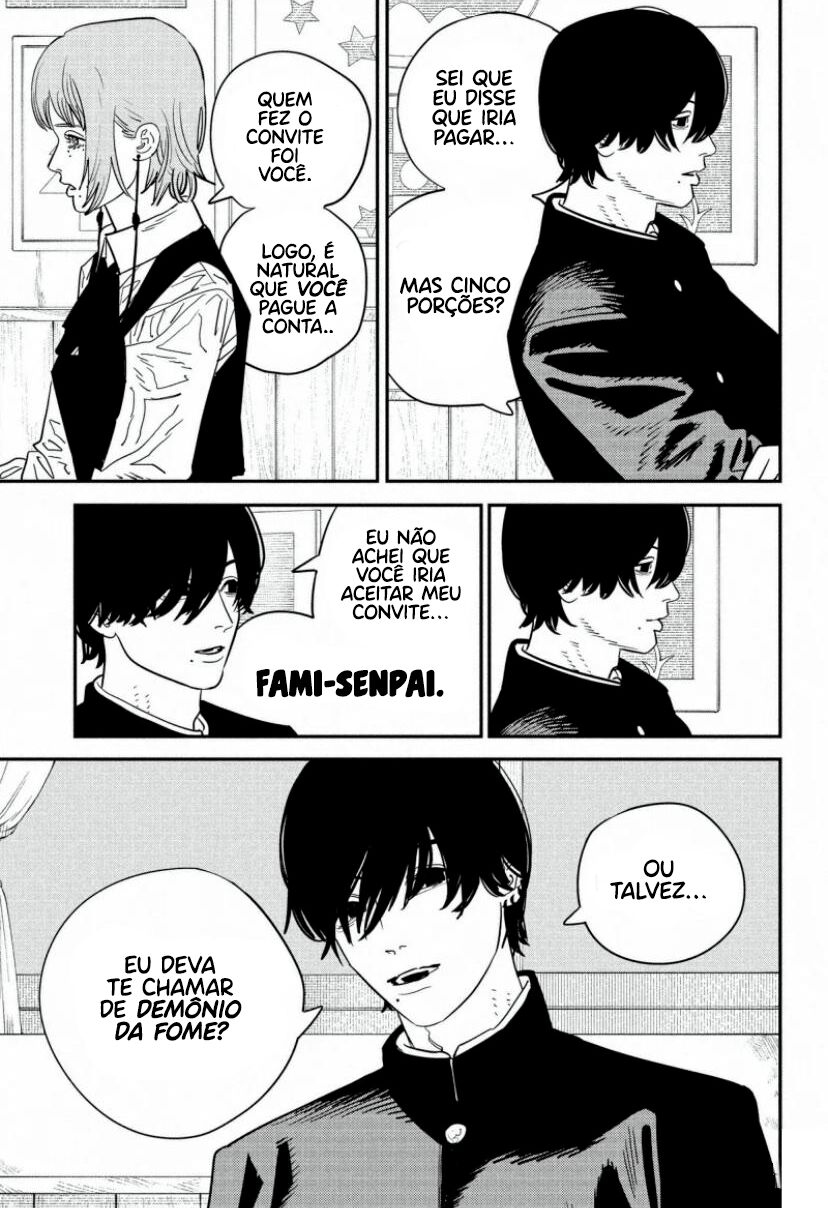 SEI QUE
EU DISSE
QUE IRIA
PAGAR...
MAS CINCO
PORÇÕES?
QUEM
FEZ O
CONVITE
FOI
VOCÊ.
LOGO, É
NATURAL
QUE VOCÊ
PAGUE A
CONTA..
EU NÃO
ACHEI QUE
VOCÊ IRIA
ACEITAR MEU
CONVITE...
FAMI-SENPAI.
OU
TALVEZ...
EU DEVA
TE CHAMAR
DE DEMÔNIO
DA FOME?